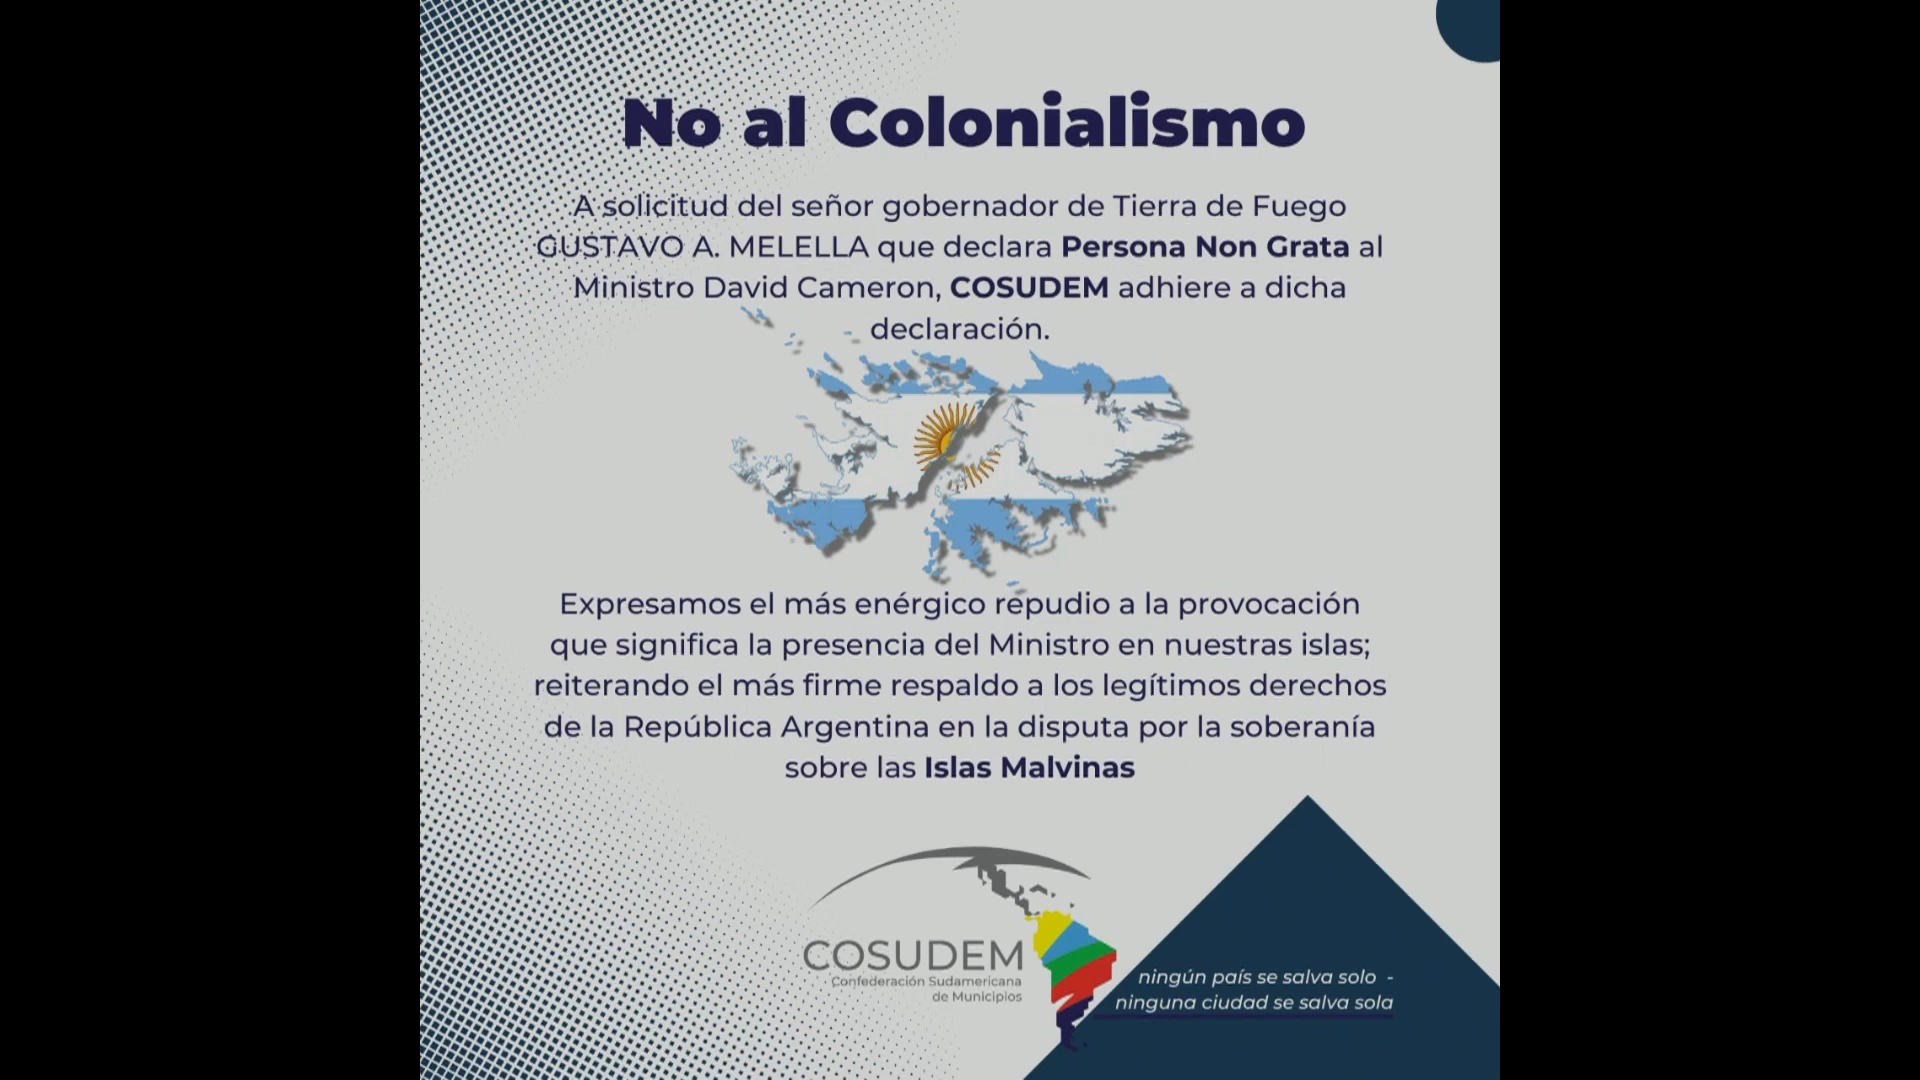 No al Colonialismo
A solicitud del señor gobernador de Tierra de Fuego
GUSTAVO A. MELELLA que declara Persona Non Grata al
Ministro David Cameron, COSUDEM adhiere a dicha
declaración.
Expresamos el más enérgico repudio a la provocación
que significa la presencia del Ministro en nuestras islas;
reiterando el más firme respaldo a los legítimos derechos
de la República Argentina en la disputa por la soberanía
sobre las Islas Malvinas
COSUDEM
Confederación Sudamericana
de Municipios
ningún país se salva solo -
ninguna ciudad se salva sola